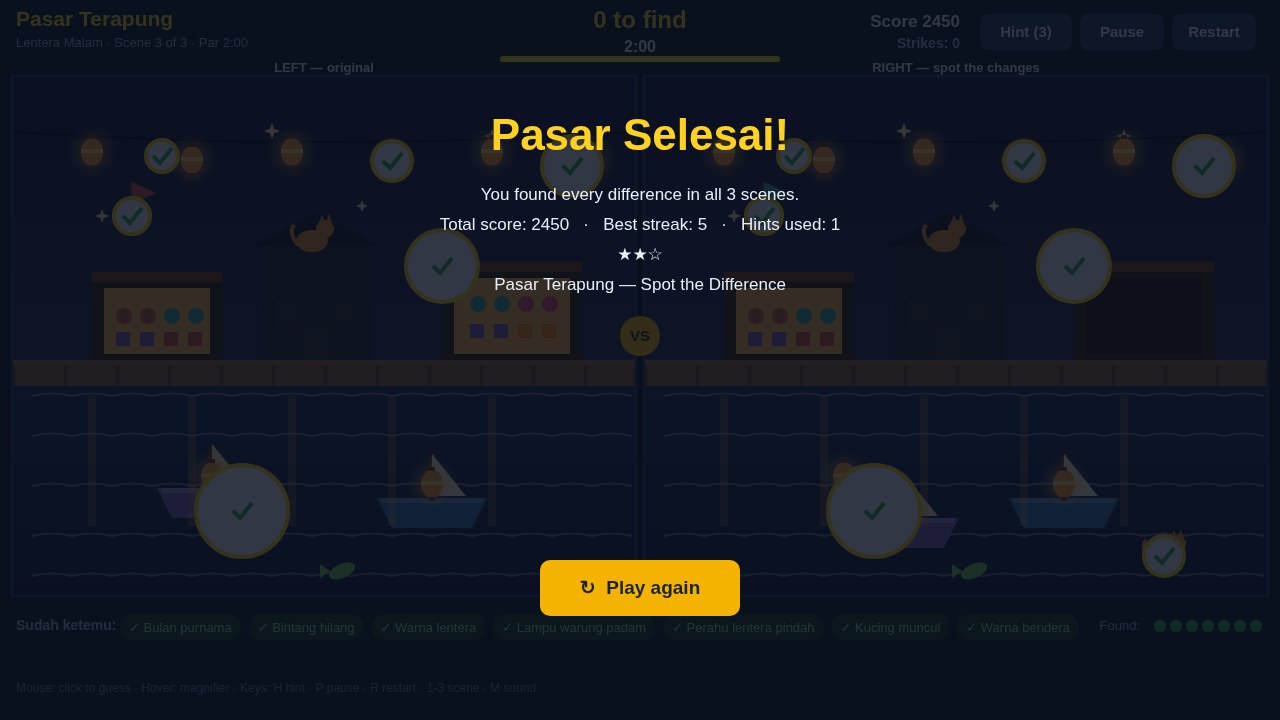 Pasar Terapung
Lentera Malam · Scene 3 of 3 · Par 2:00
0 to find
2:00
Score 2450
Strikes: 0
Hint (3)
Pause
Restart
LEFT — original
RIGHT — spot the changes
Pasar Selesai!
You found every difference in all 3 scenes.
Total score: 2450 · Best streak: 5 · Hints used: 1
★★☆
Pasar Terapung — Spot the Difference
VS
↻ Play again
Sudah ketemu: ✓ Bulan purnama ✓ Bintang hilang ✓ Warna lentera ✓ Lampu warung padam ✓ Perahu lentera pindah ✓ Kucing muncul ✓ Warna bendera Found:
Mouse: click to guess · Hover: magnifier · Keys: H hint · P pause · R restart · 1-3 scene · M sound